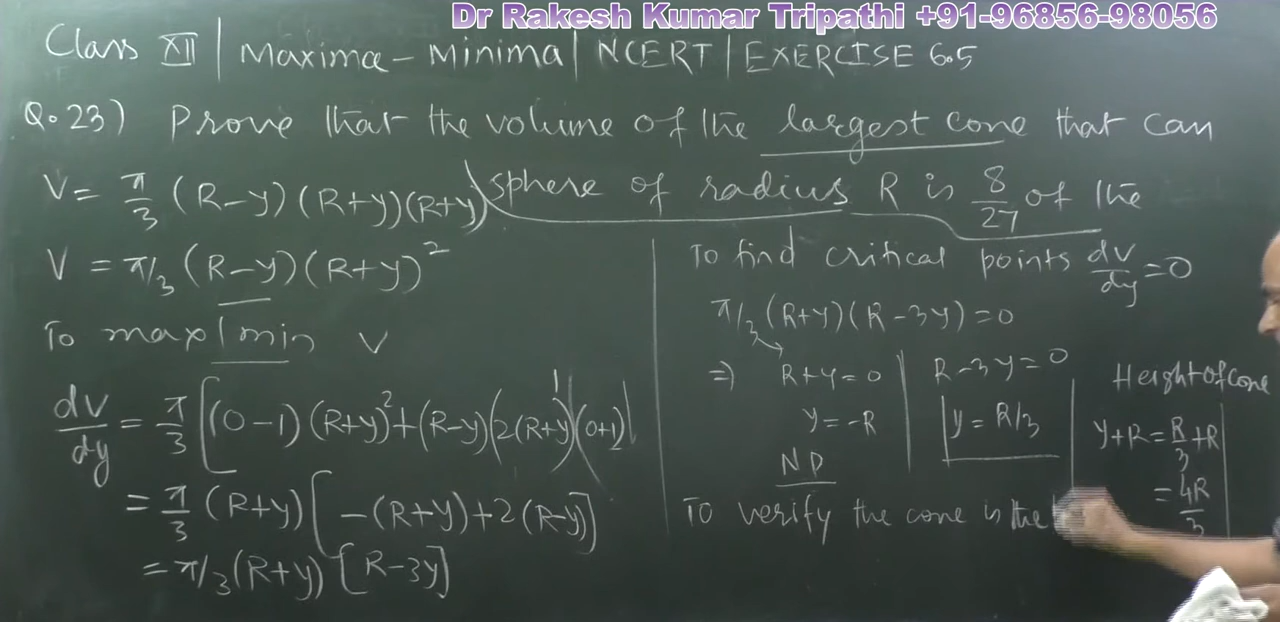 Dr Rakesh Kumar Tripathi +91-96856-98056
Class XII | Maxima - Minima | NCERT | EXERCISE 6.5
Q. 23) Prove that the volume of the largest cone that can
sphere of radius R is 8/27 of the
V = π/3 (R-y)(R+y)(R+y)
V = π/3 (R-y)(R+y)²
To max/min V
dv/dy = π/3 [(0-1)(R+y)² + (R-y)(2(R+y)¹)(0+1)]
= π/3 (R+y) [-(R+y)+2(R-y)]
= π/3 (R+y) [R-3y]
To find critical points dv/dy = 0
π/3 (R+y)(R-3y) = 0
⇒ R+y=0 | R-3y=0
y=-R | y=R/3
NP
Height of cone
y+R = R/3 + R
= 4R/3
To verify the cone is the